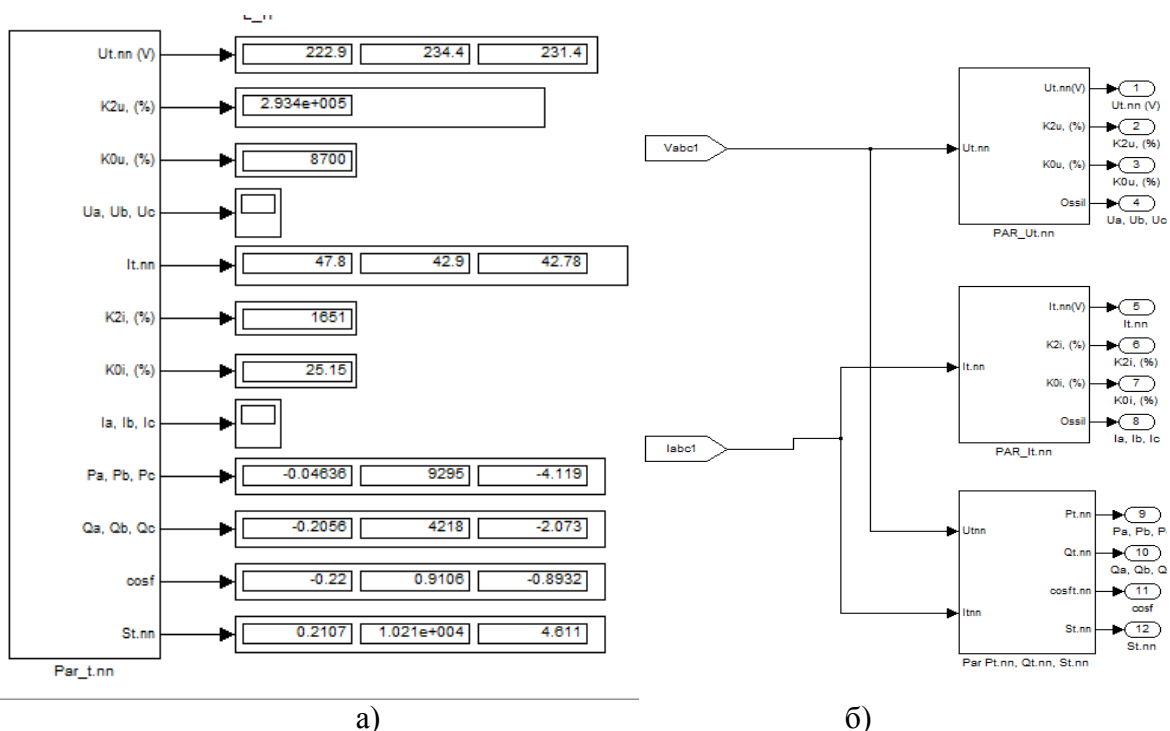 Ut.nn (V) 222.9 234.4 231.4
K2u, (%) 2.934e+005
K0u, (%) 8700
Ua, Ub, Uc
It.nn 47.8 42.9 42.78
K2i, (%) 1651
K0i, (%) 25.15
Ia, Ib, Ic
Pa, Pb, Pc -0.04636 9295 -4.119
Qa, Qb, Qc -0.2056 4218 -2.073
cosf -0.22 0.9106 -0.8932
St.nn 0.2107 1.021e+004 4.611
Par_t.nn
а)
Vabc1
Iabc1
Ut.nn
Ut.nn(V) 1
Ut.nn (V)
K2u, (%) 2
K2u, (%)
K0u, (%) 3
K0u, (%)
Ossil 4
Ua, Ub, Uc
PAR_Ut.nn
It.nn
It.nn(V) 5
It.nn
K2i, (%) 6
K2i, (%)
K0i, (%) 7
K0i, (%)
Ossil 8
Ia, Ib, Ic
PAR_It.nn
Utnn
Itnn
Pt.nn 9
Pa, Pb, P
Qt.nn 10
Qa, Qb, Q
cosft.nn 11
cosf
St.nn 12
St.nn
Par Pt.nn, Qt.nn, St.nn
б)